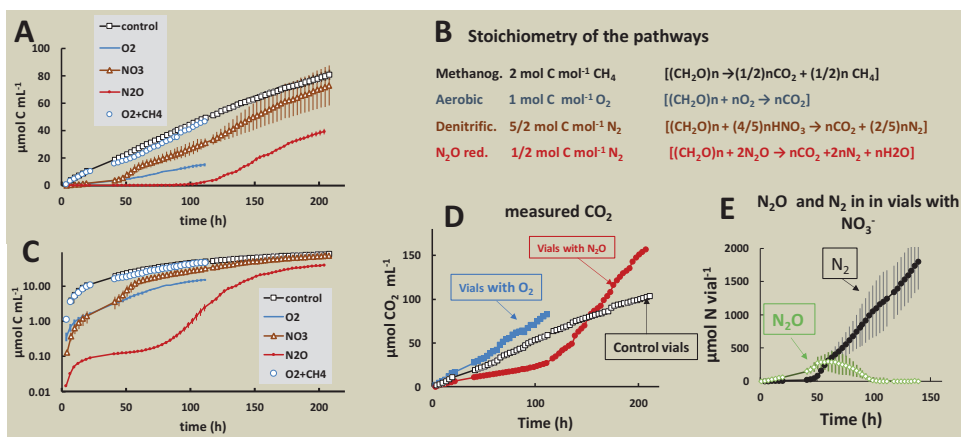 A
control
O2
NO3
N2O
O2+CH4
µmol C mL⁻¹
100
80
60
40
20
0
0 50 100 150 200
time (h)
B Stoichiometry of the pathways
Methanog. 2 mol C mol⁻¹ CH₄ [(CH₂O)n →(1/2)nCO₂ + (1/2)n CH₄]
Aerobic 1 mol C mol⁻¹ O₂ [(CH₂O)n + nO₂ → nCO₂]
Denitrific. 5/2 mol C mol⁻¹ N₂ [(CH₂O)n + (4/5)nHNO₃ → nCO₂ + (2/5)nN₂]
N₂O red. 1/2 mol C mol⁻¹ N₂ [(CH₂O)n + 2N₂O → nCO₂ +2nN₂ + nH2O]
C
µmol C mL⁻¹
10.00
1.00
0.10
0.01
control
O2
NO3
N2O
O2+CH4
0 50 100 150 200
time (h)
D measured CO₂
Vials with N₂O
Vials with O₂
Control vials
µmol CO₂ mL⁻¹
150
100
50
0
0 100 200
Time (h)
E N₂O and N₂ in in vials with
NO₃⁻
N₂
N₂O
µmol N vial⁻¹
2000
1600
1200
800
400
0
0 50 100 150
Time (h)